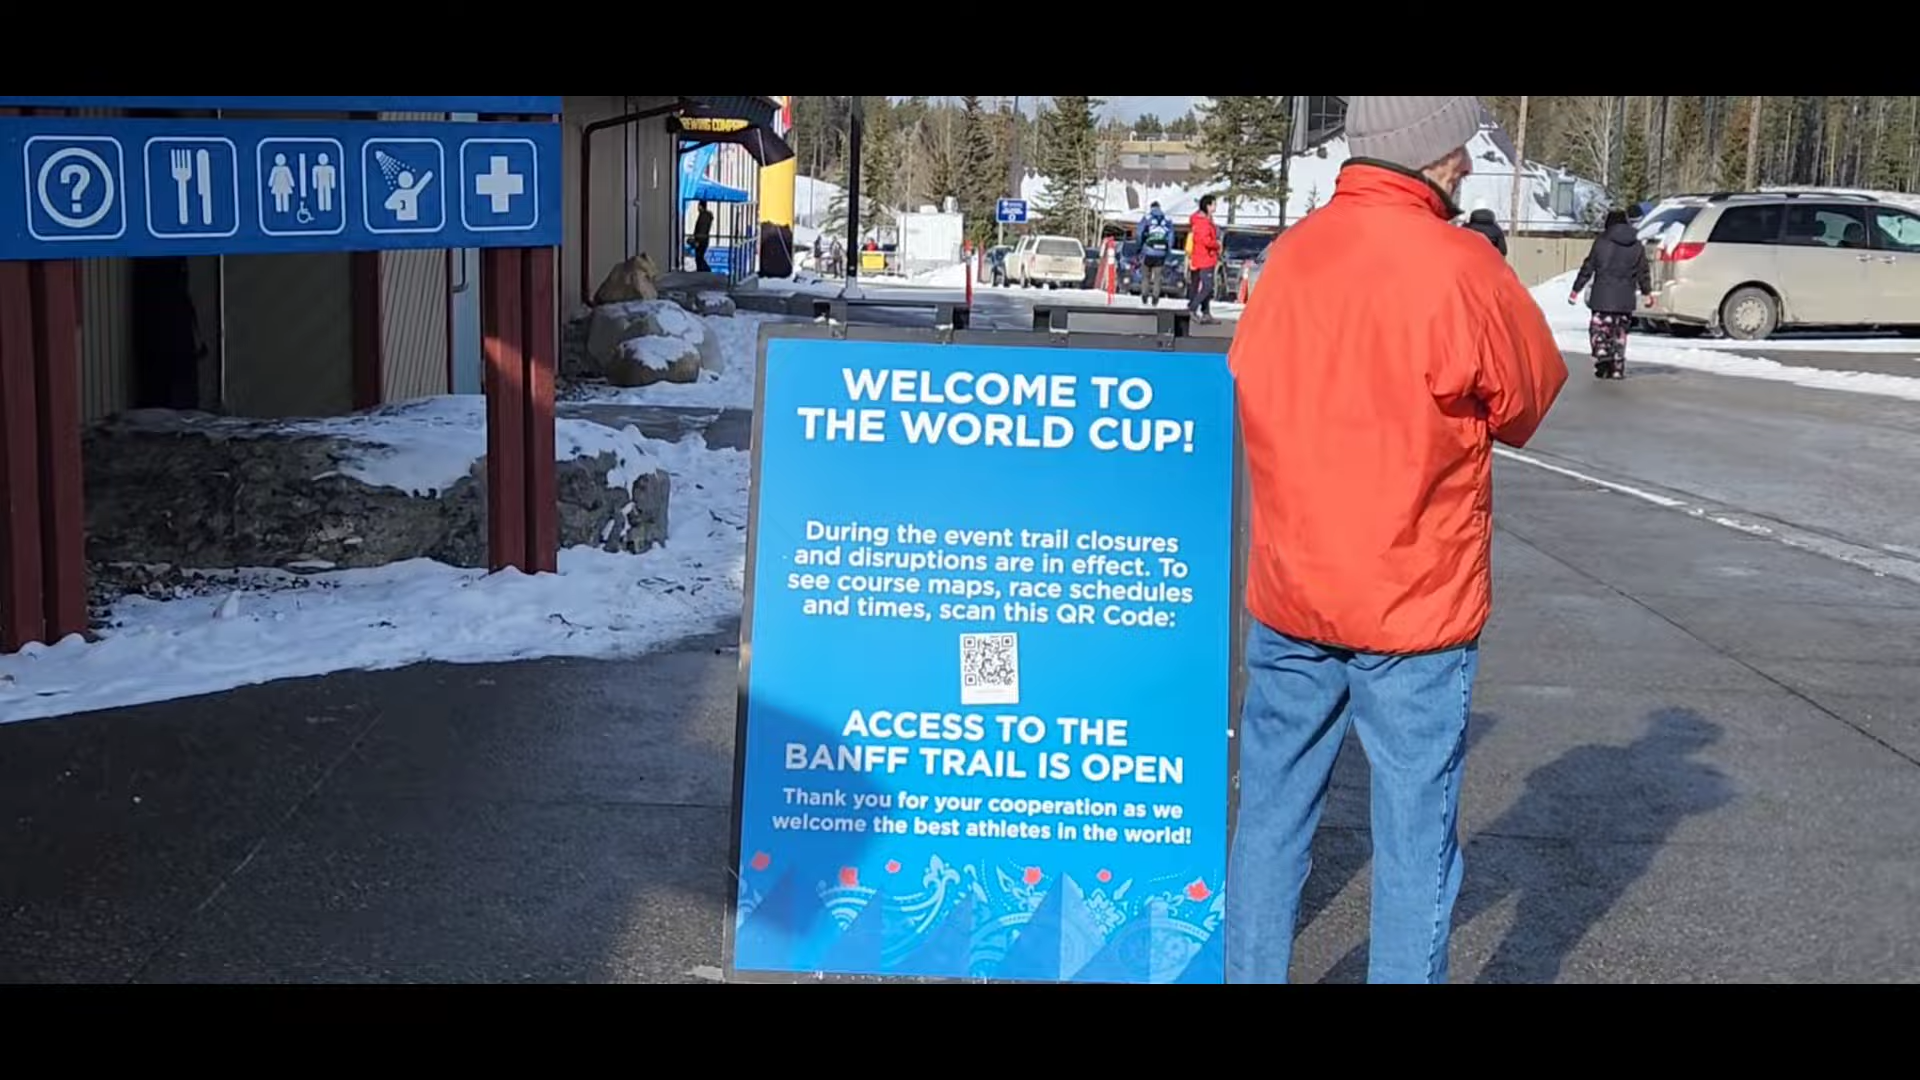 ?
REWING COMPAN
WELCOME TO
THE WORLD CUP!
During the event trail closures
and disruptions are in effect. To
see course maps, race schedules
and times, scan this QR Code:
ACCESS TO THE
BANFF TRAIL IS OPEN
Thank you for your cooperation as we
welcome the best athletes in the world!